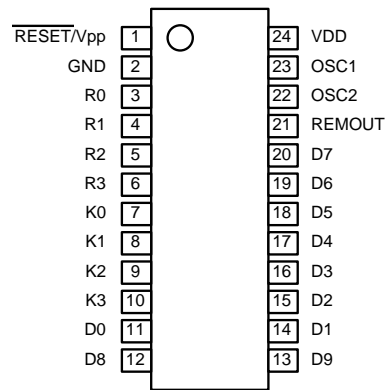 RESET/Vpp 1 24 VDD
GND 2 23 OSC1
R0 3 22 OSC2
R1 4 21 REMOUT
R2 5 20 D7
R3 6 19 D6
K0 7 18 D5
K1 8 17 D4
K2 9 16 D3
K3 10 15 D2
D0 11 14 D1
D8 12 13 D9